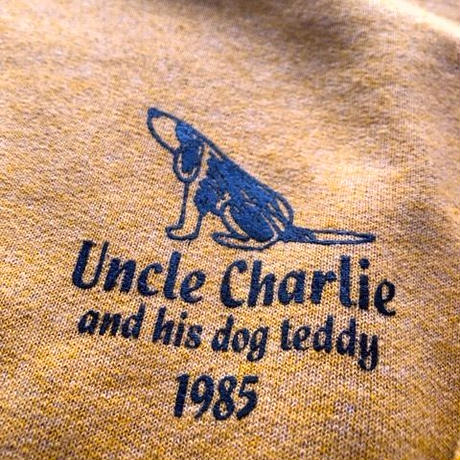 Uncle Charlie
and his dog teddy
1985